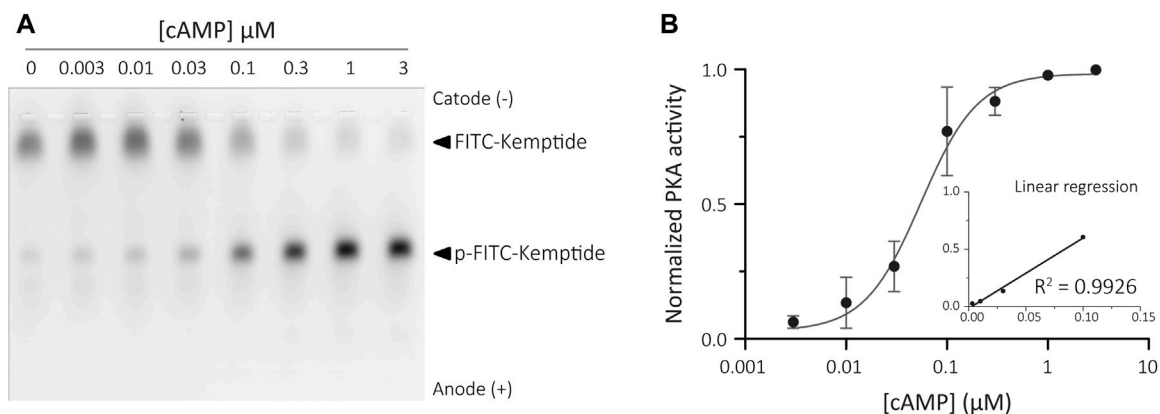 A
[cAMP] µM
0 0.003 0.01 0.03 0.1 0.3 1 3
Catode (-)
FITC-Kemptide
p-FITC-Kemptide
Anode (+)
B
Normalized PKA activity
1.0
0.5
0.0
0.001 0.01 0.1 1 10
[cAMP] (µM)
Linear regression
1.0
0.5
0.0
R² = 0.9926
0.00 0.05 0.10 0.15